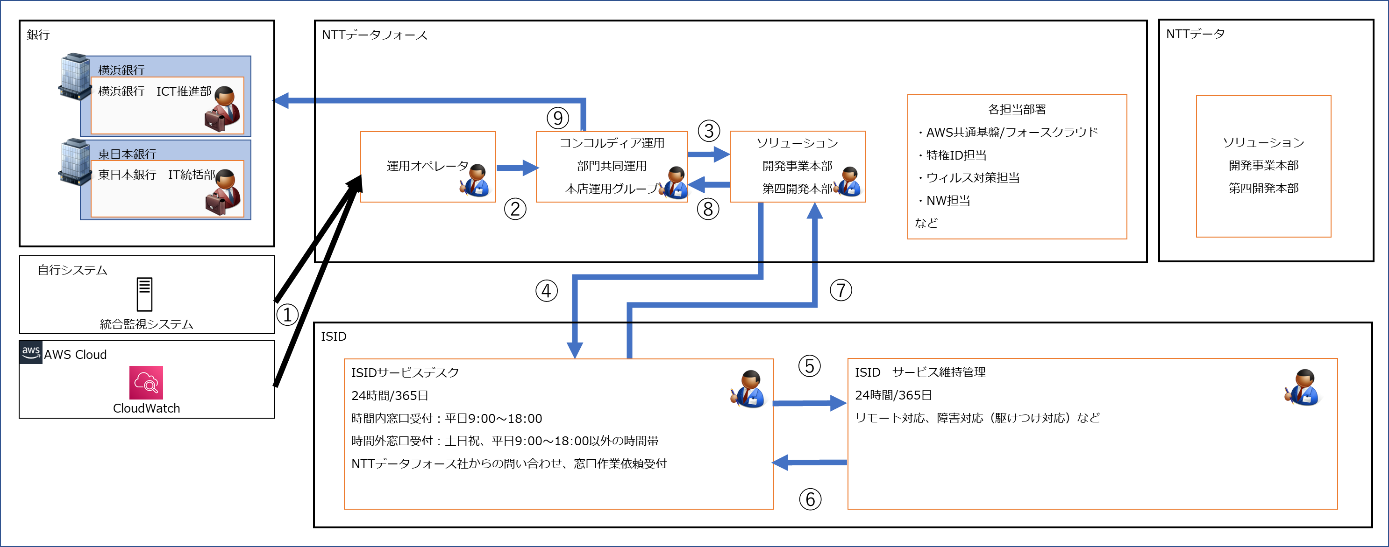 銀行
横浜銀行
横浜銀行　ICT推進部
東日本銀行
東日本銀行　IT統括部
自行システム
統合監視システム
aws
AWS Cloud
CloudWatch
①
NTTデータフォース
運用オペレータ
②
コンコルディア運用
部門共同運用
本店運用グループ
⑨
③
⑧
ソリューション
開発事業本部
第四開発本部
各担当部署
・AWS共通基盤/フォースクラウド
・特権ID担当
・ウィルス対策担当
・NW担当
など
NTTデータ
ソリューション
開発事業本部
第四開発本部
④
⑦
ISID
ISIDサービスデスク
24時間/365日
時間内窓口受付：平日9:00～18:00
時間外窓口受付：土日祝、平日9:00～18:00以外の時間帯
NTTデータフォース社からの問い合わせ、窓口作業依頼受付
⑤
⑥
ISID　サービス維持管理
24時間/365日
リモート対応、障害対応（駆けつけ対応）など